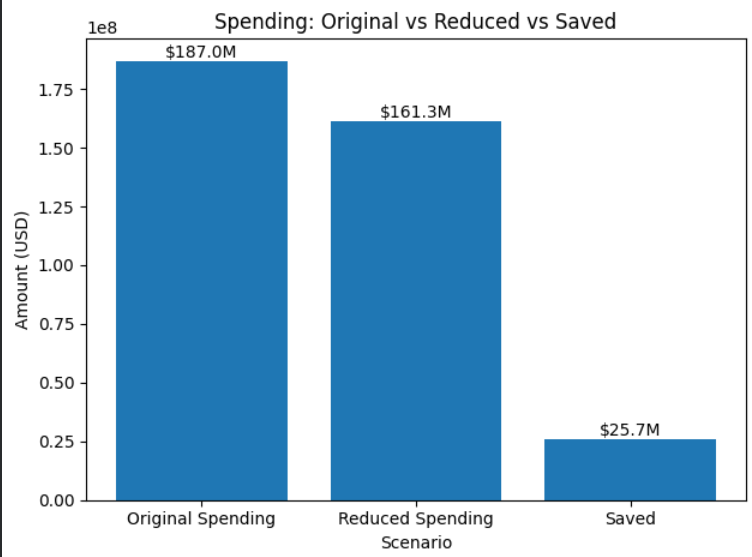 Spending: Original vs Reduced vs Saved
1e8
$187.0M
$161.3M
$25.7M
1.75
1.50
1.25
1.00
0.75
0.50
0.25
0.00
Amount (USD)
Original Spending
Reduced Spending
Saved
Scenario